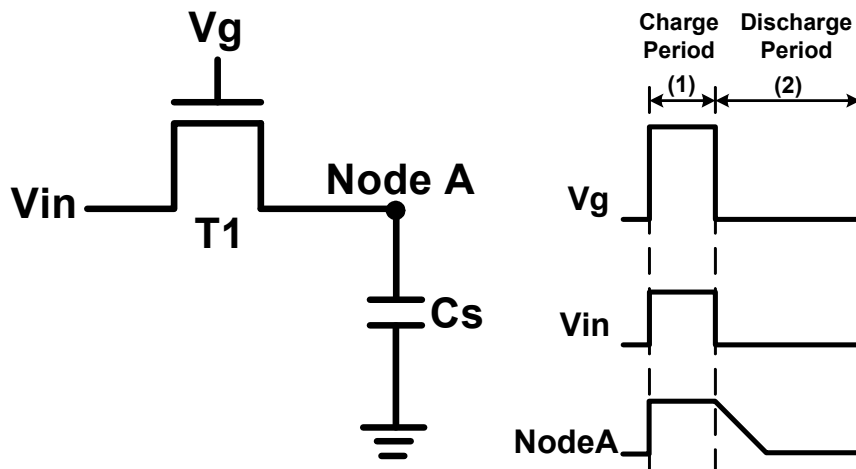 Vg
Vin
T1
Node A
Cs
Charge
Period
(1)
Discharge
Period
(2)
Vg
Vin
NodeA